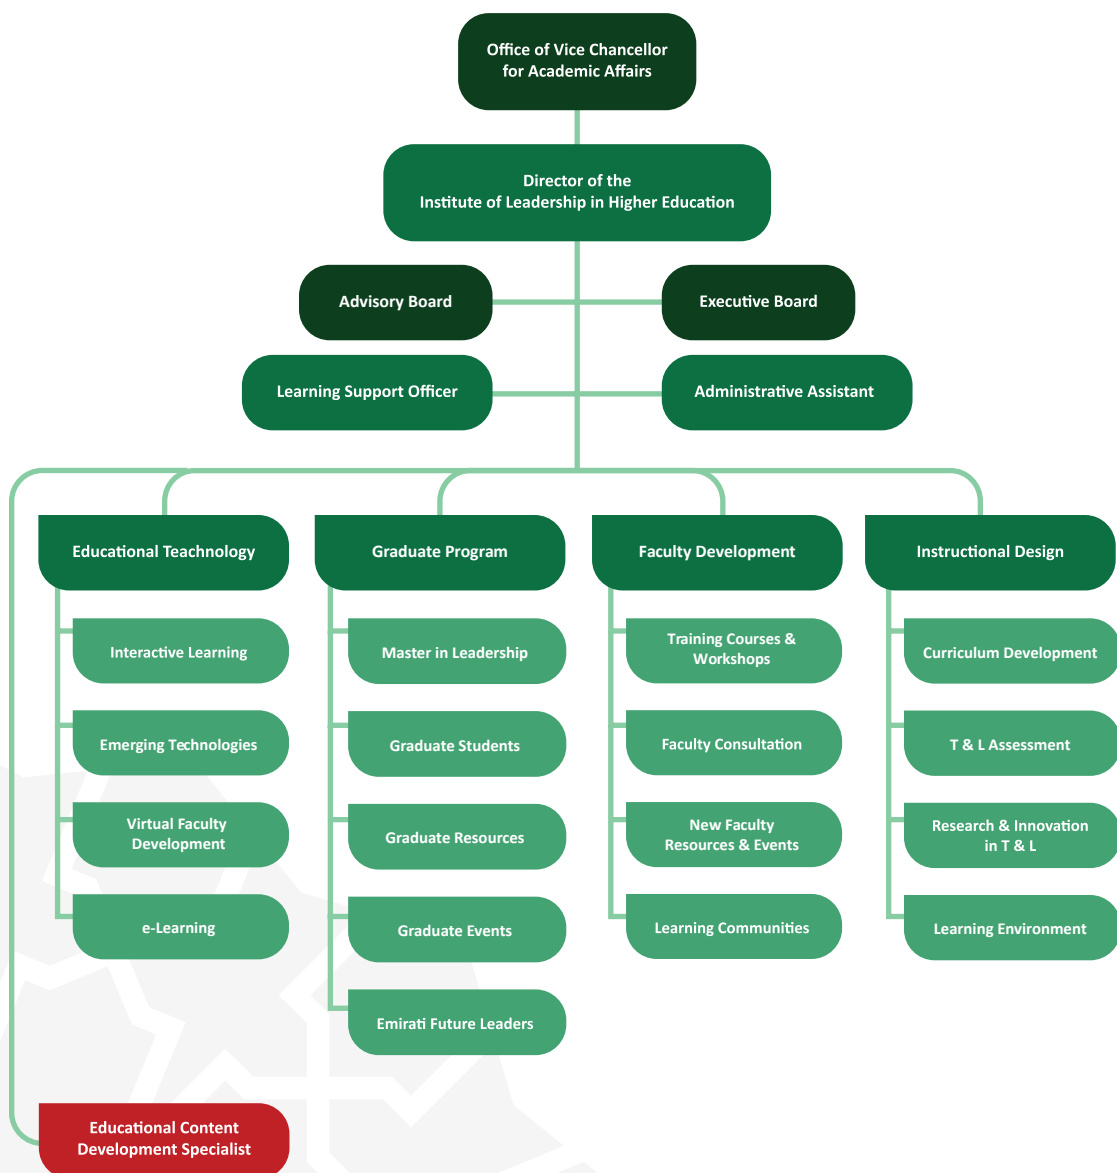 Office of Vice Chancellor
for Academic Affairs
Director of the
Institute of Leadership in Higher Education
Advisory Board
Executive Board
Learning Support Officer
Administrative Assistant
Educational Teachnology
Graduate Program
Faculty Development
Instructional Design
Interactive Learning
Emerging Technologies
Virtual Faculty
Development
e-Learning
Master in Leadership
Graduate Students
Graduate Resources
Graduate Events
Emirati Future Leaders
Training Courses &
Workshops
Faculty Consultation
New Faculty
Resources & Events
Learning Communities
Curriculum Development
T & L Assessment
Research & Innovation
in T & L
Learning Environment
Educational Content
Development Specialist